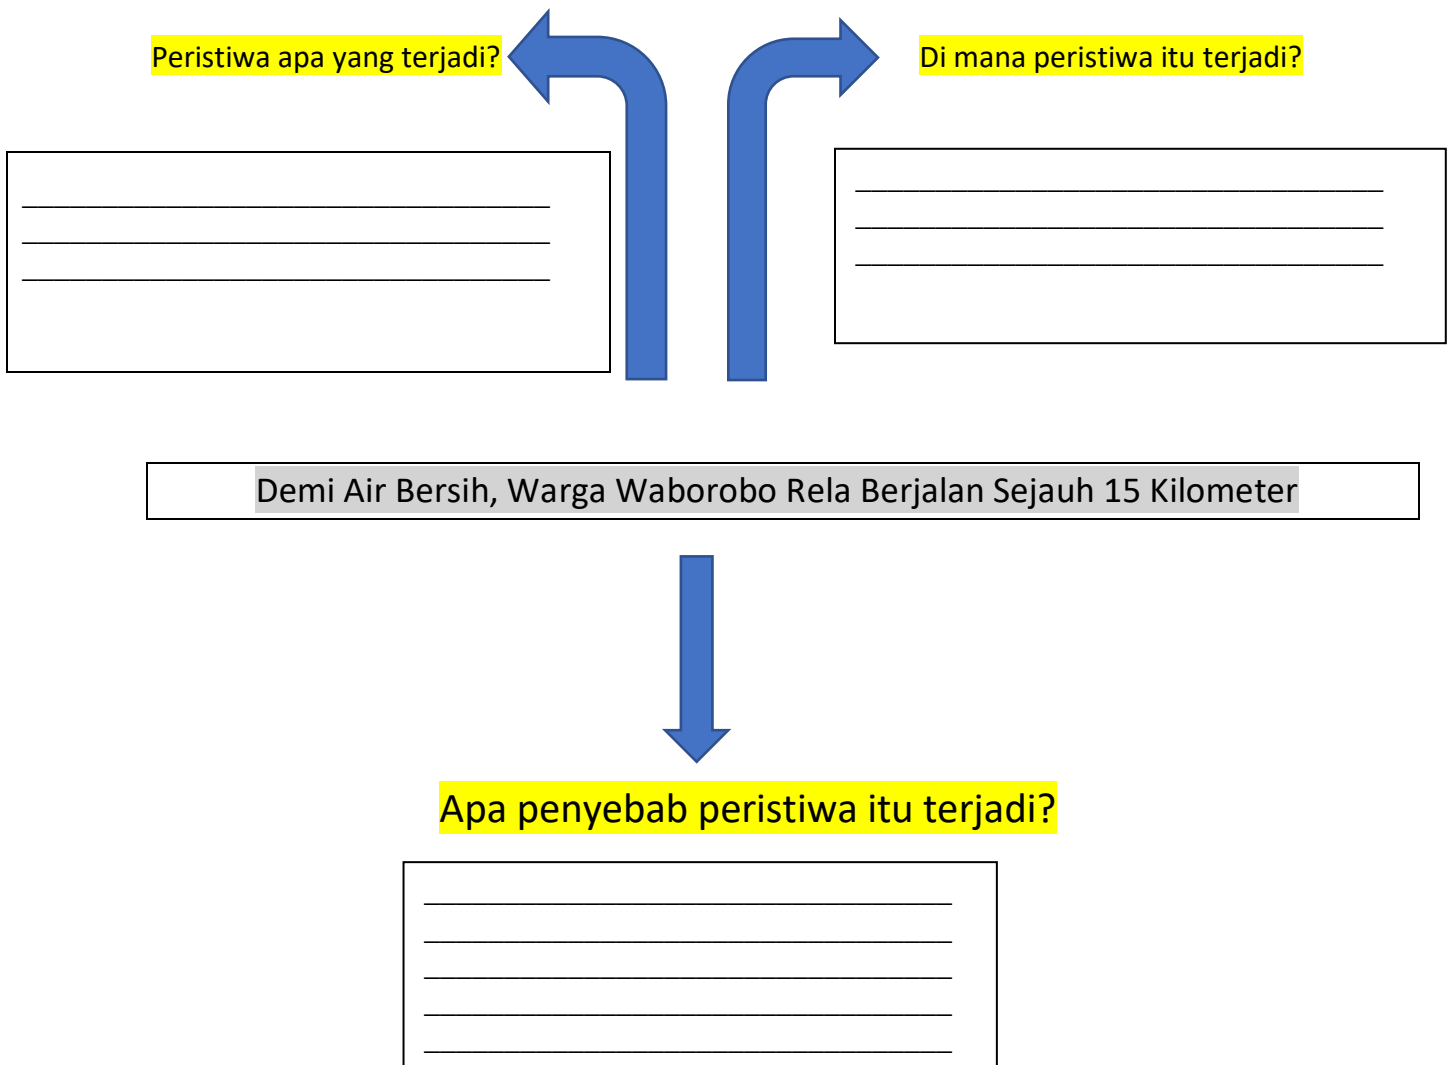 Peristiwa apa yang terjadi?
Di mana peristiwa itu terjadi?
Demi Air Bersih, Warga Waborobo Rela Berjalan Sejauh 15 Kilometer
Apa penyebab peristiwa itu terjadi?